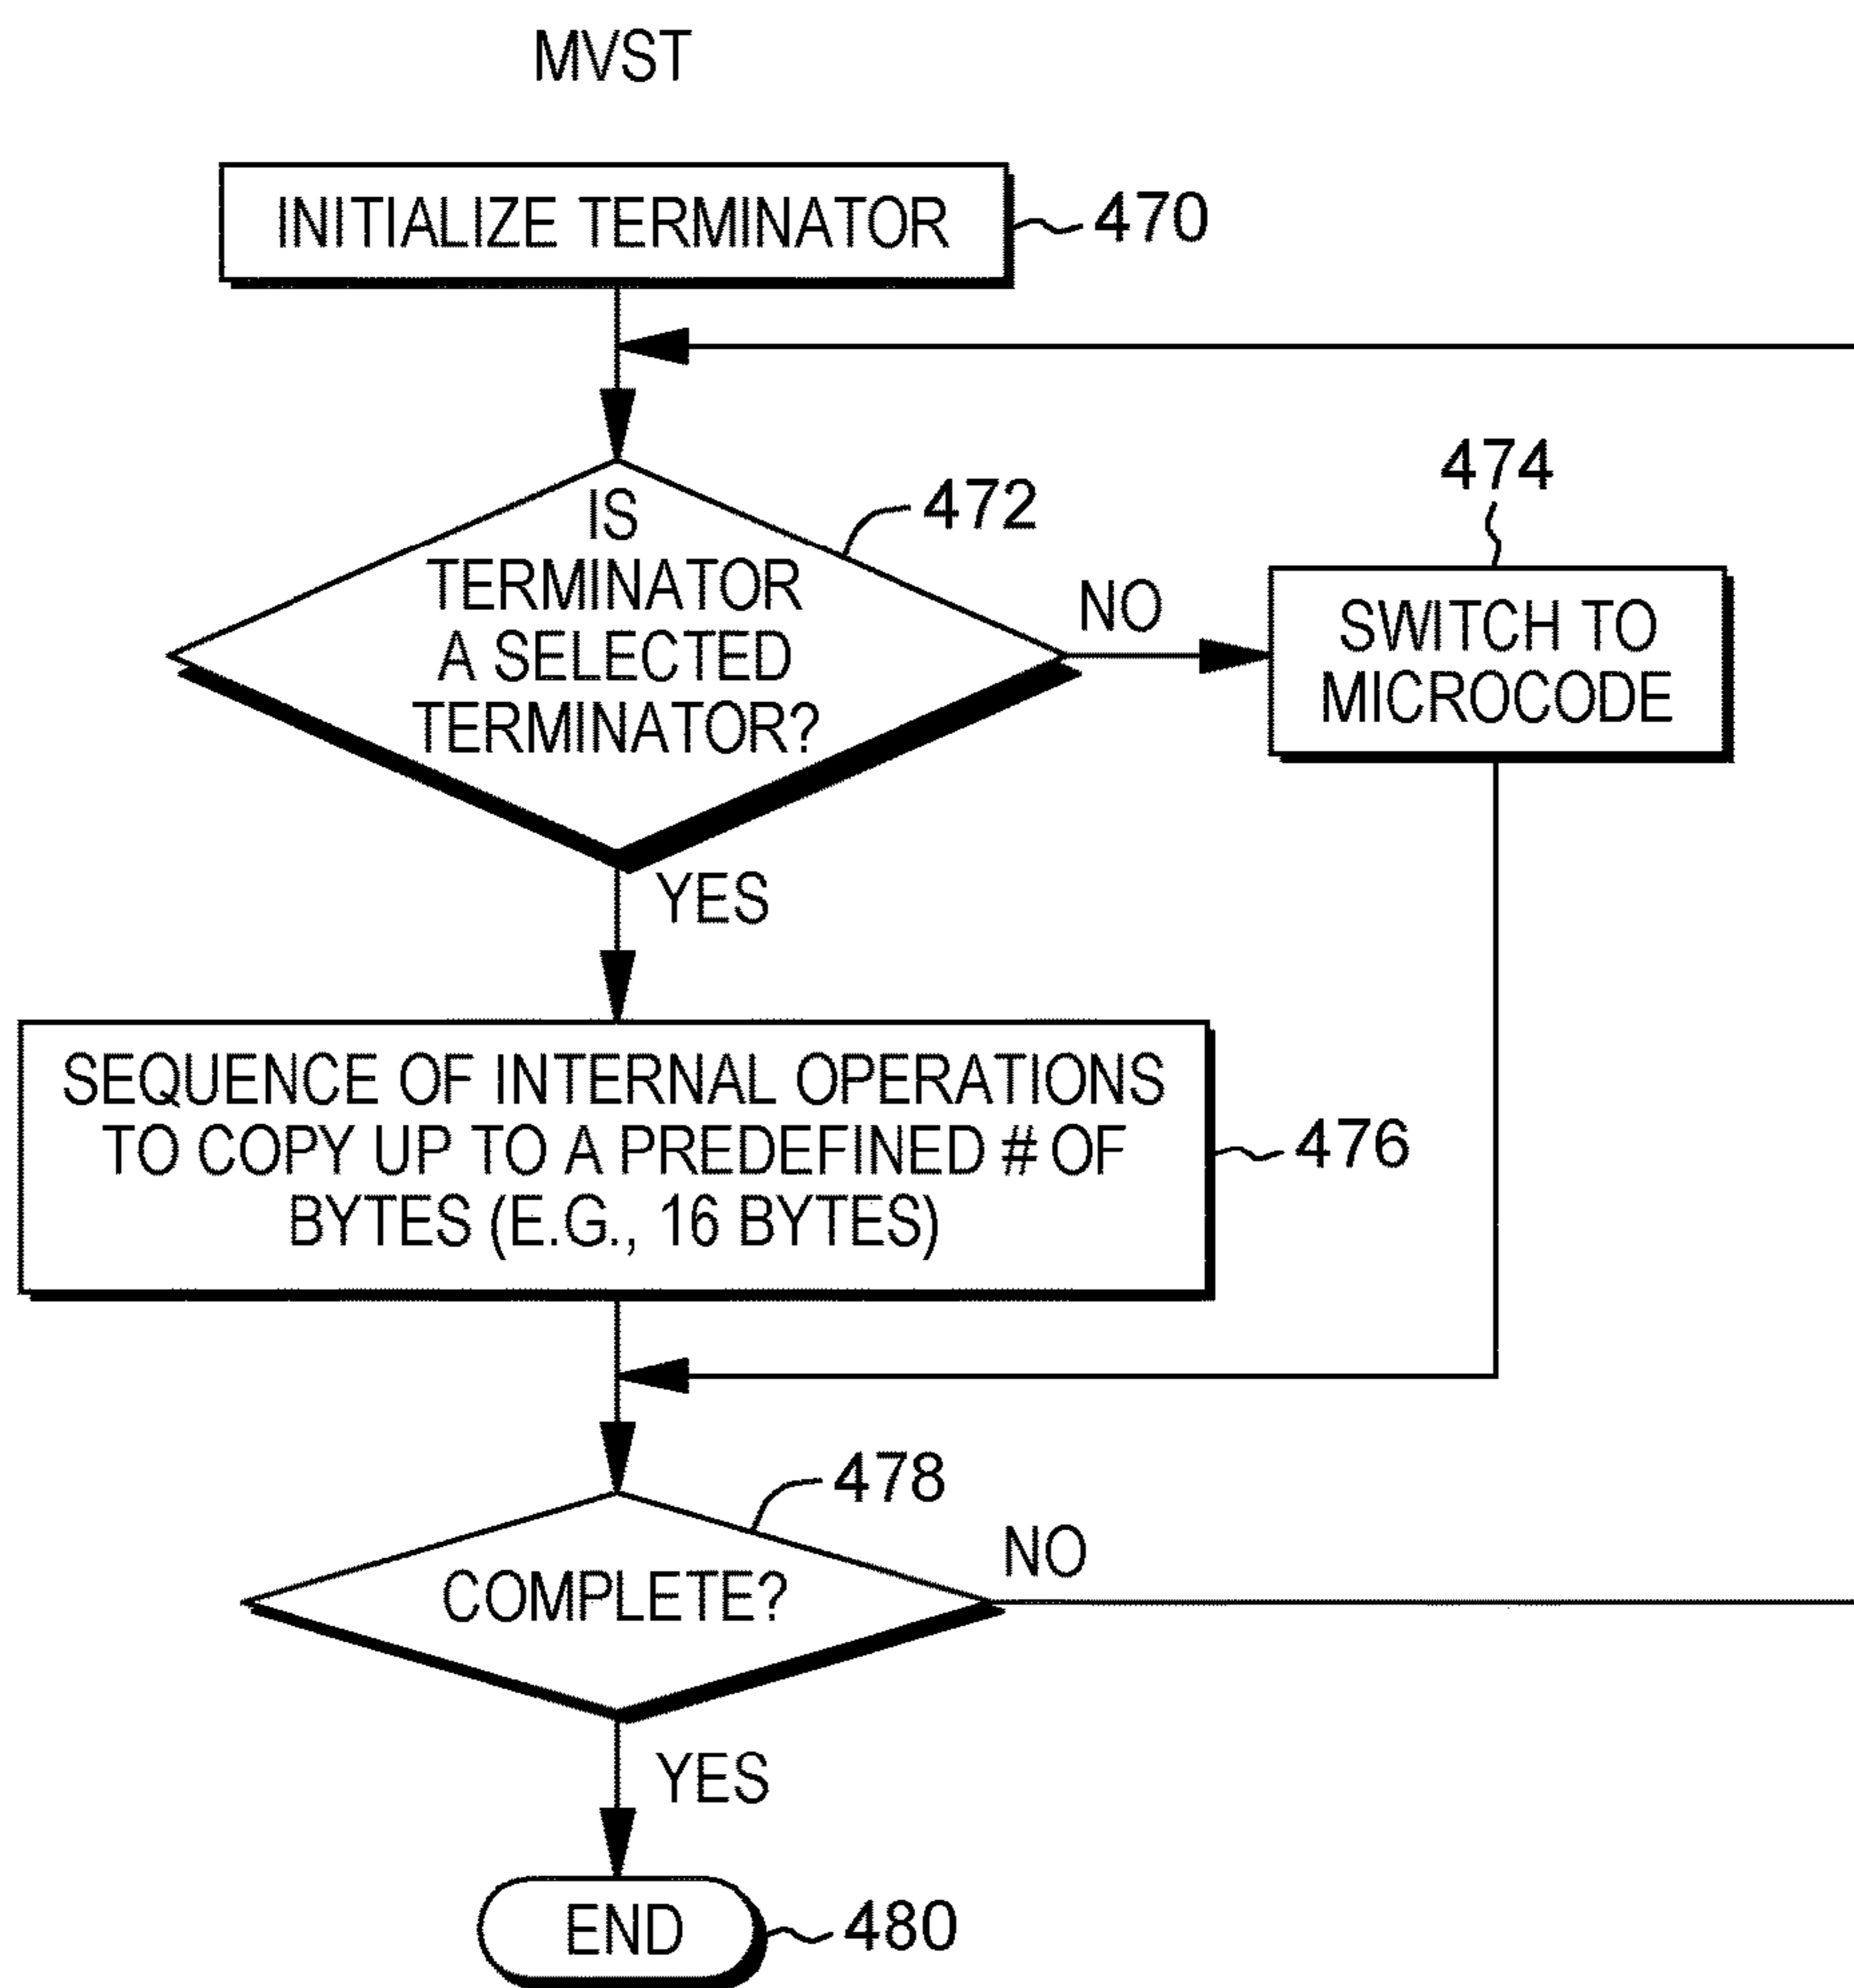 MVST
INITIALIZE TERMINATOR
470
IS
TERMINATOR
A SELECTED
TERMINATOR?
472
NO
474
SWITCH TO
MICROCODE
YES
SEQUENCE OF INTERNAL OPERATIONS
TO COPY UP TO A PREDEFINED # OF
BYTES (E.G., 16 BYTES)
476
478
COMPLETE?
NO
YES
END
480